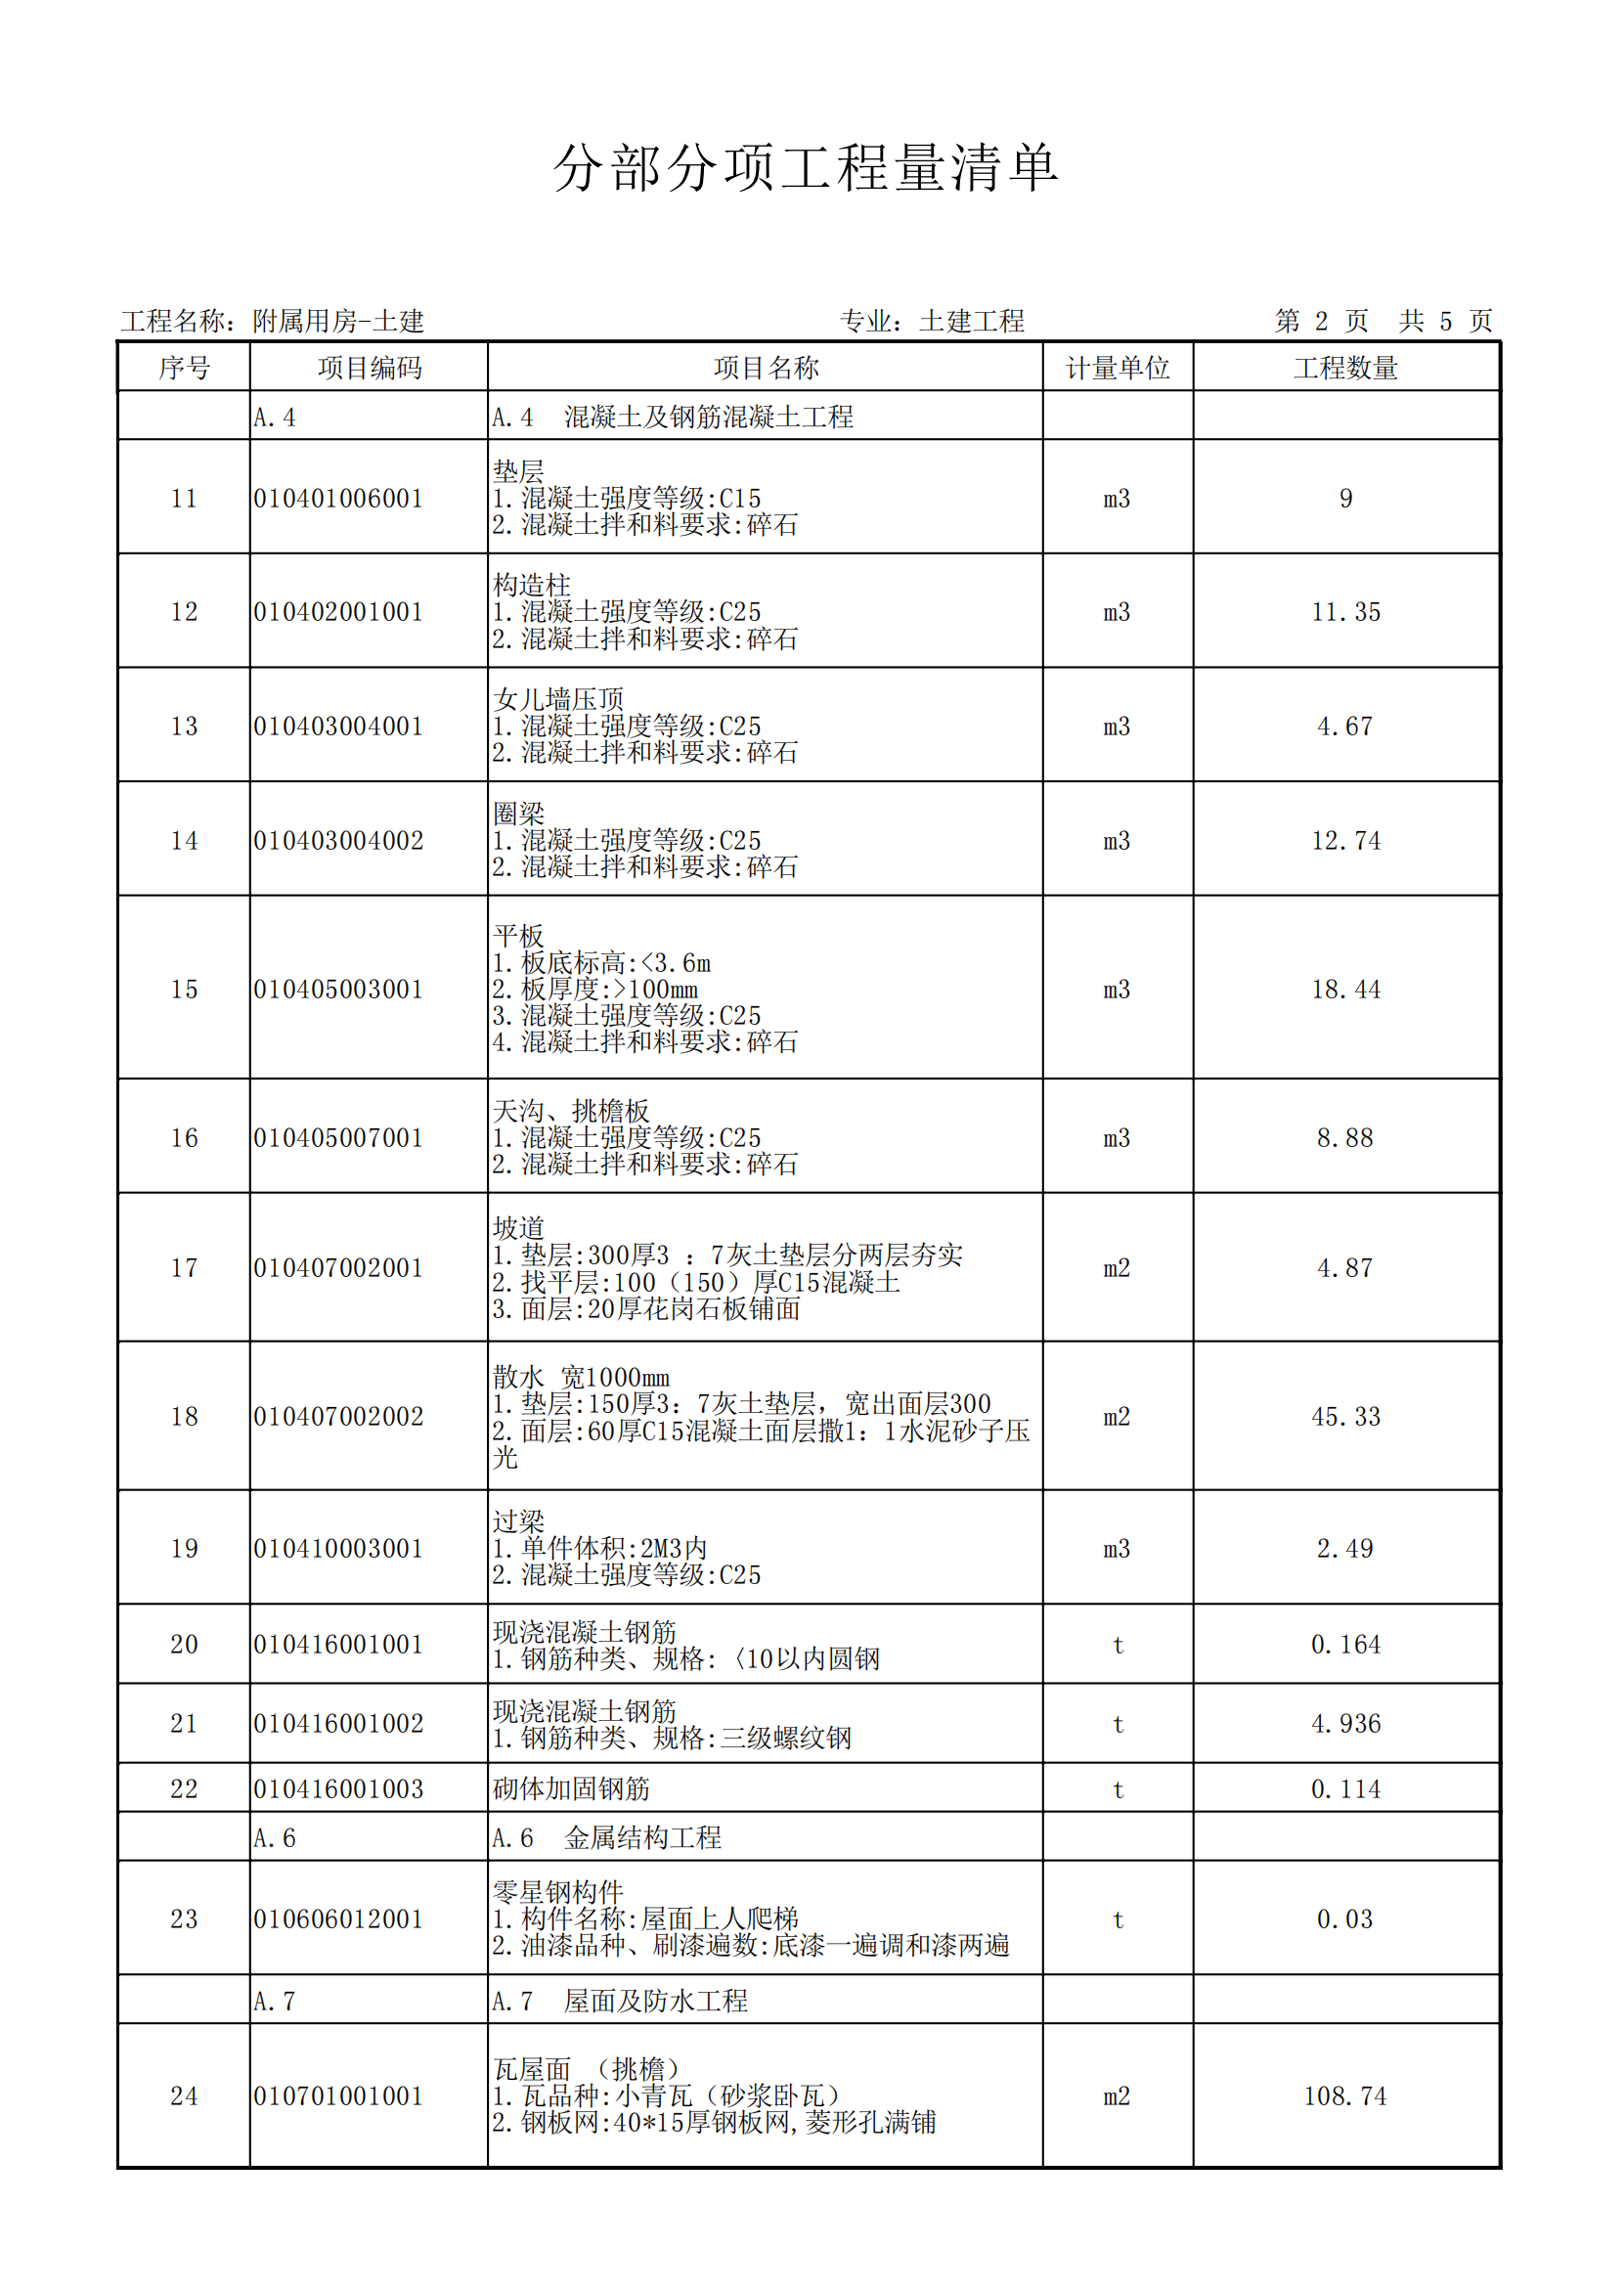 分部分项工程量清单
工程名称：附属用房-土建 专业：土建工程 第 2 页 共 5 页
序号 项目编码 项目名称 计量单位 工程数量
A.4 A.4 混凝土及钢筋混凝土工程
11 010401006001 垫层 m3 9
1.混凝土强度等级:C15
2.混凝土拌和料要求:碎石
12 010402001001 构造柱 m3 11.35
1.混凝土强度等级:C25
2.混凝土拌和料要求:碎石
13 010403004001 女儿墙压顶 m3 4.67
1.混凝土强度等级:C25
2.混凝土拌和料要求:碎石
14 010403004002 圈梁 m3 12.74
1.混凝土强度等级:C25
2.混凝土拌和料要求:碎石
15 010405003001 平板 m3 18.44
1.板底标高:<3.6m
2.板厚度:>100mm
3.混凝土强度等级:C25
4.混凝土拌和料要求:碎石
16 010405007001 天沟、挑檐板 m3 8.88
1.混凝土强度等级:C25
2.混凝土拌和料要求:碎石
17 010407002001 坡道 m2 4.87
1.垫层:300厚3 ：7灰土垫层分两层夯实
2.找平层:100（150）厚C15混凝土
3.面层:20厚花岗石板铺面
18 010407002002 散水 宽1000mm m2 45.33
1.垫层:150厚3：7灰土垫层，宽出面层300
2.面层:60厚C15混凝土面层撒1：1水泥砂子压
光
19 010410003001 过梁 m3 2.49
1.单件体积:2M3内
2.混凝土强度等级:C25
20 010416001001 现浇混凝土钢筋 t 0.164
1.钢筋种类、规格:〈10以内圆钢
21 010416001002 现浇混凝土钢筋 t 4.936
1.钢筋种类、规格:三级螺纹钢
22 010416001003 砌体加固钢筋 t 0.114
A.6 A.6 金属结构工程
23 010606012001 零星钢构件 t 0.03
1.构件名称:屋面上人爬梯
2.油漆品种、刷漆遍数:底漆一遍调和漆两遍
A.7 A.7 屋面及防水工程
24 010701001001 瓦屋面 （挑檐） m2 108.74
1.瓦品种:小青瓦（砂浆卧瓦）
2.钢板网:40*15厚钢板网,菱形孔满铺